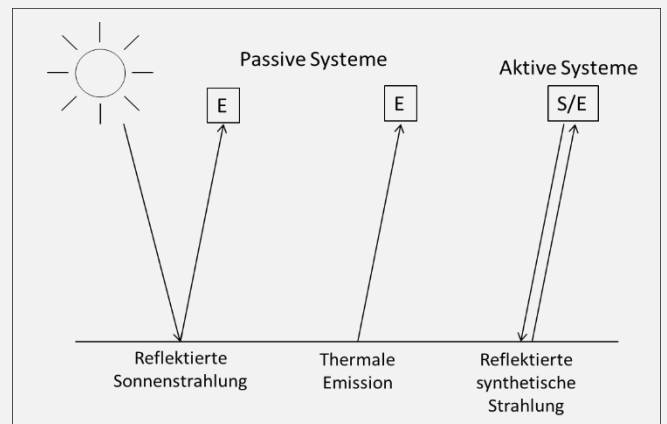 Passive Systeme
Aktive Systeme
E
E
S/E
Reflektierte
Sonnenstrahlung
Thermale
Emission
Reflektierte
synthetische
Strahlung